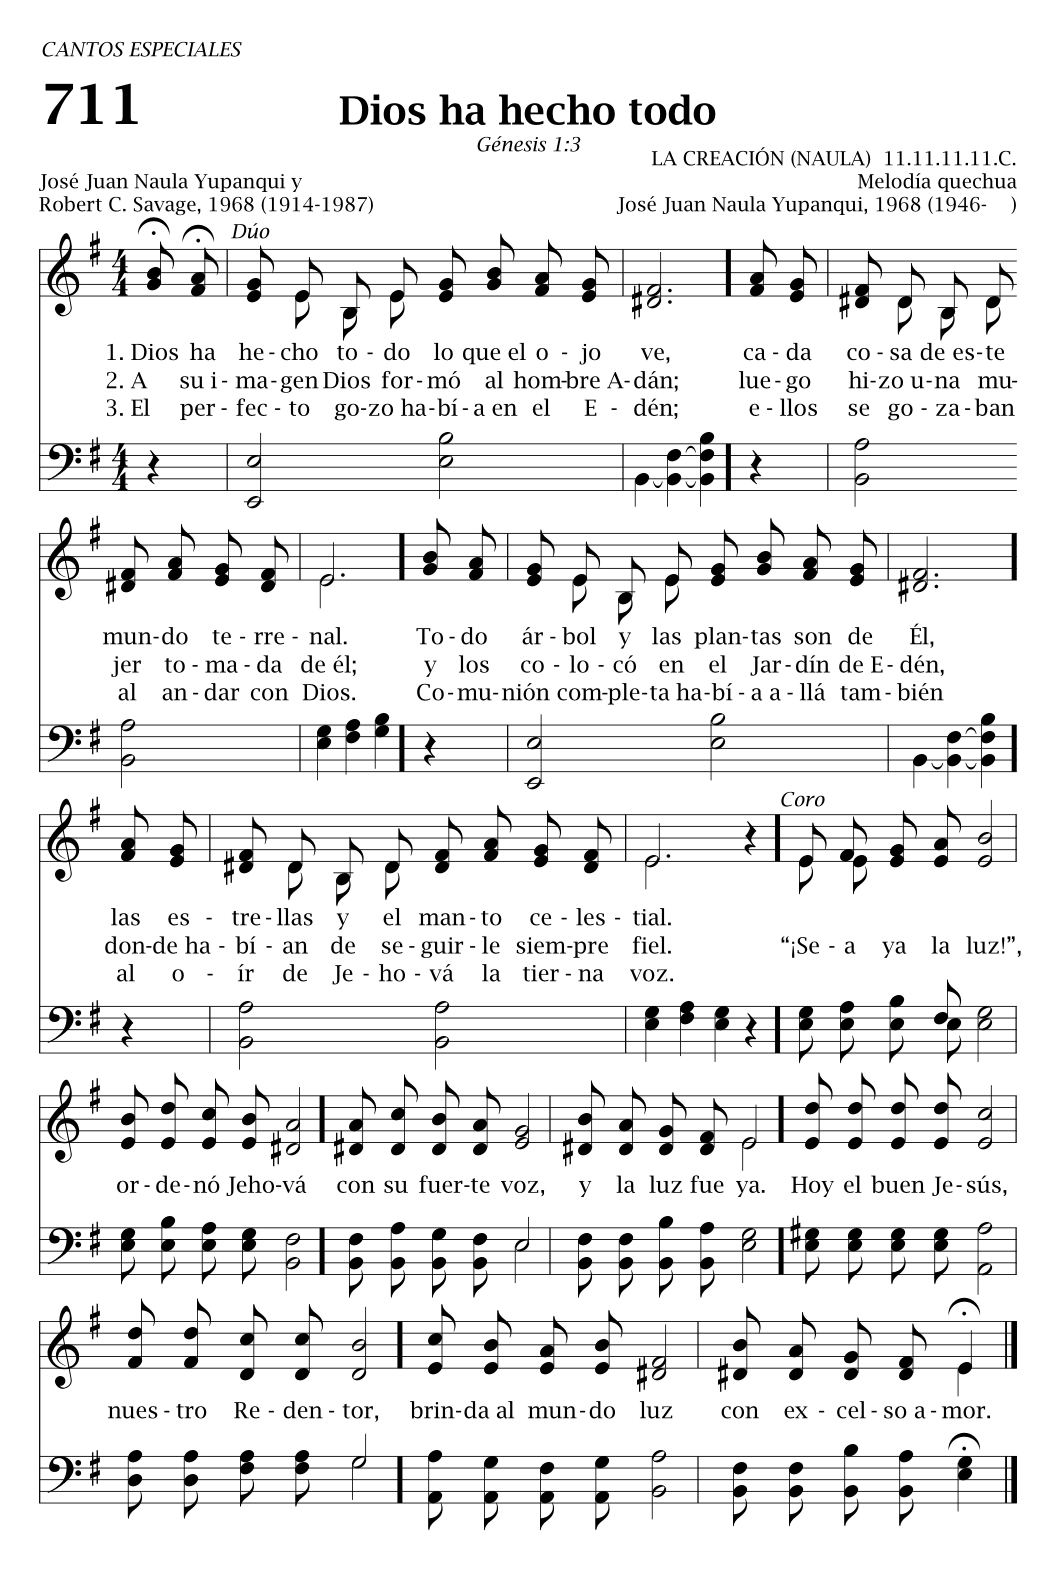 CANTOS ESPECIALES
711
Dios ha hecho todo
Génesis 1:3
LA CREACIÓN (NAULA) 11.11.11.11.C.
José Juan Naula Yupanqui y
Melodía quechua
Robert C. Savage, 1968 (1914-1987)
José Juan Naula Yupanqui, 1968 (1946- )
Dúo
4 4
1. Dios ha he - cho to - do lo que el o - jo ve, ca - da co - sa de es - te
2. A su i - ma - gen Dios for - mó al hom - bre A - dán; lue - go hi - zo u - na mu -
3. El per - fec - to go - zo ha - bí - a en el E - dén; e - llos se go - za - ban
4 4
mun - do te - rre - nal. To - do ár - bol y las plan - tas son de Él,
jer to - ma - da de él; y los co - lo - có en el Jar - dín de E - dén,
al an - dar con Dios. Co - mu - nión com - ple - ta ha - bí - a a - llá tam - bién
Coro
las es - tre - llas y el man - to ce - les - tial.
don - de ha - bí - an de se - guir - le siem - pre fiel. “¡Se - a ya la luz!”,
al o - ír de Je - ho - vá la tier - na voz.
or - de - nó Jeho - vá con su fuer - te voz, y la luz fue ya. Hoy el buen Je - sús,
nues - tro Re - den - tor, brin - da al mun - do luz con ex - cel - so a - mor.